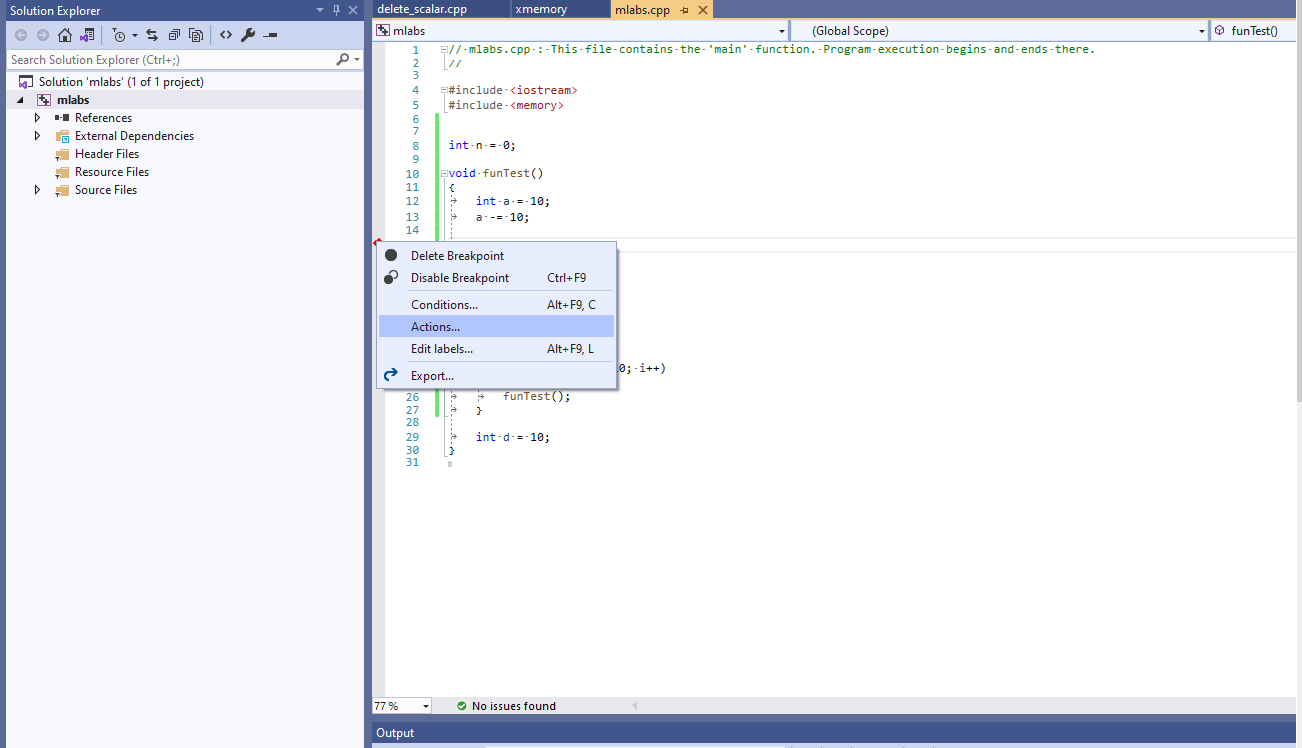 Solution Explorer
Search Solution Explorer (Ctrl+;)
Solution 'mlabs' (1 of 1 project)
mlabs
References
External Dependencies
Header Files
Resource Files
Source Files
delete_scalar.cpp xmemory mlabs.cpp
mlabs (Global Scope) funTest()
1 // mlabs.cpp : This file contains the 'main' function. Program execution begins and ends there.
2 //
3
4 #include <iostream>
5 #include <memory>
6
7
8 int n = 0;
9
10 void funTest()
11 {
12 int a = 10;
13 a -= 10;
14
Delete Breakpoint
Disable Breakpoint Ctrl+F9
Conditions... Alt+F9, C
Actions...
Edit labels... Alt+F9, L
0; i++)
Export...
26 funTest();
27 }
28
29 int d = 10;
30 }
31
77 % No issues found
Output